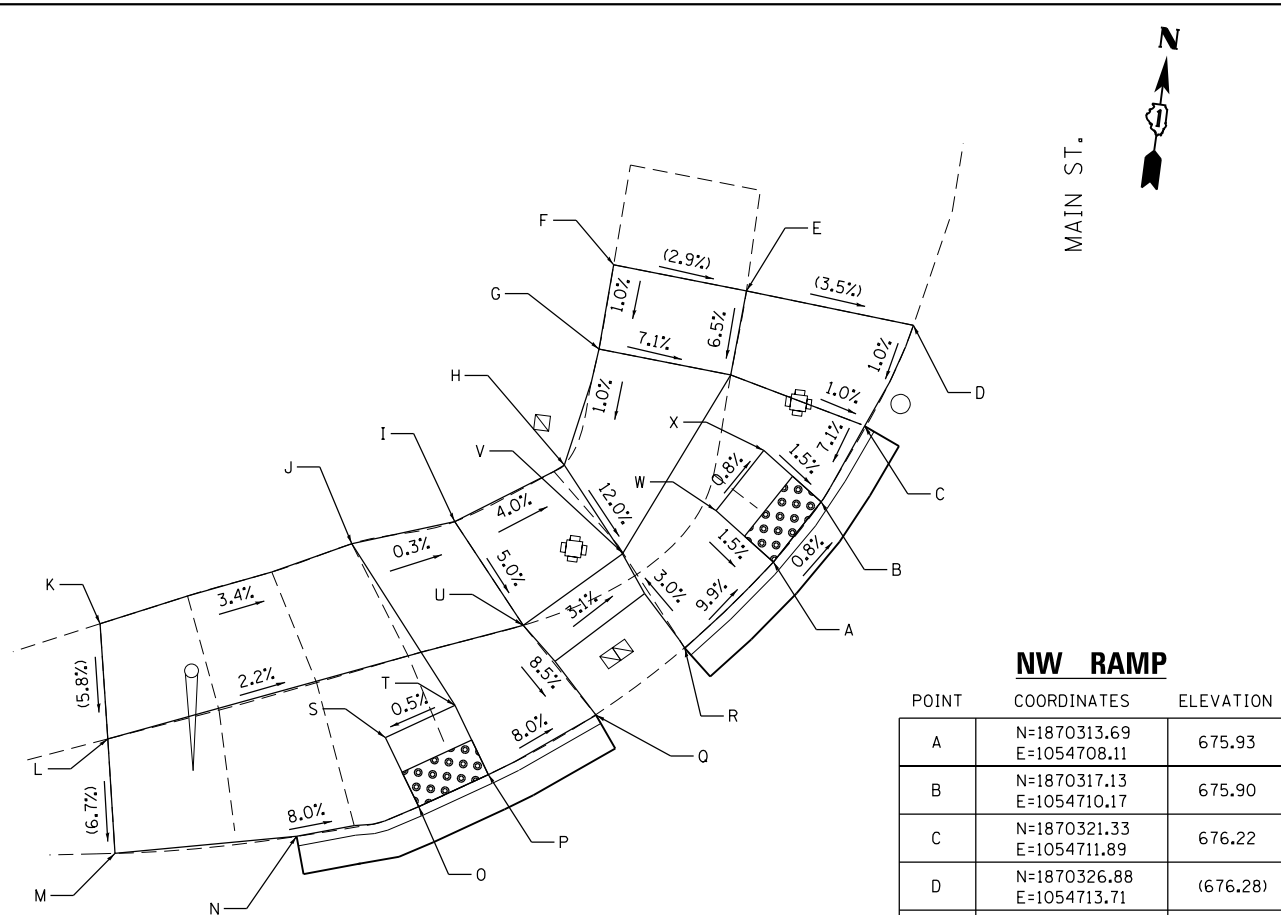 N
1
MAIN ST.
F
E
(2.9%)
(3.5%)
G
1.0%
6.5%
7.1%
1.0%
D
H
1.0%
1.0%
X
7.1%
I
V
1.5%
C
J
W
0.8%
4.0%
12.0%
0.3%
5.0%
1.5%
0.8%
B
K
3.4%
U
3.1%
3.0%
9.9%
A
(5.8%)
2.2%
T
8.5%
S
0.5%
R
8.0%
Q
L
(6.7%)
8.0%
P
O
M
N
NW RAMP
POINT COORDINATES ELEVATION
A N=1870313.69 675.93
E=1054708.11
B N=1870317.13 675.90
E=1054710.17
C N=1870321.33 676.22
E=1054711.89
D N=1870326.88 (676.28)
E=1054713.71